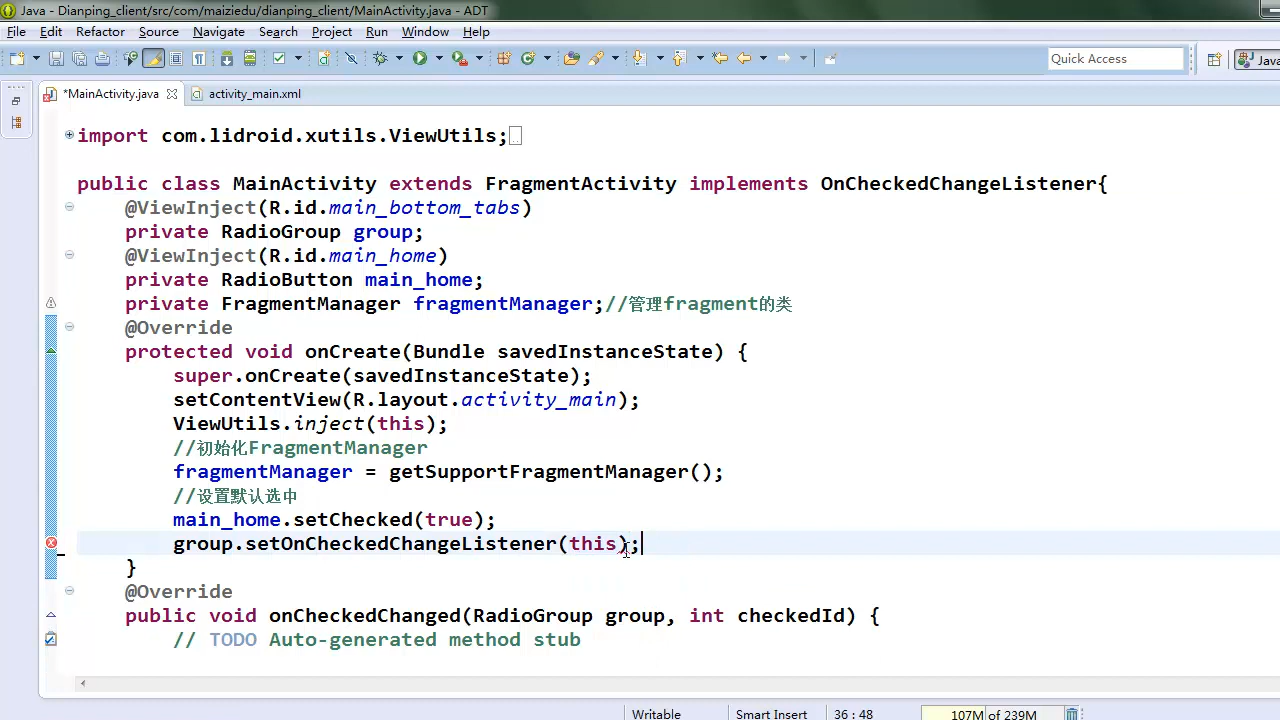 Java - Dianping_client/src/com/maiziedu/dianping_client/MainActivity.java - ADT
File Edit Refactor Source Navigate Search Project Run Window Help
Quick Access Java
*MainActivity.java activity_main.xml
import com.lidroid.xutils.ViewUtils;
public class MainActivity extends FragmentActivity implements OnCheckedChangeListener{
@ViewInject(R.id.main_bottom_tabs)
private RadioGroup group;
@ViewInject(R.id.main_home)
private RadioButton main_home;
private FragmentManager fragmentManager;//管理fragment的类
@Override
protected void onCreate(Bundle savedInstanceState) {
super.onCreate(savedInstanceState);
setContentView(R.layout.activity_main);
ViewUtils.inject(this);
//初始化FragmentManager
fragmentManager = getSupportFragmentManager();
//设置默认选中
main_home.setChecked(true);
group.setOnCheckedChangeListener(this);
}
@Override
public void onCheckedChanged(RadioGroup group, int checkedId) {
// TODO Auto-generated method stub
Writable Smart Insert 36 : 48 107M of 239M